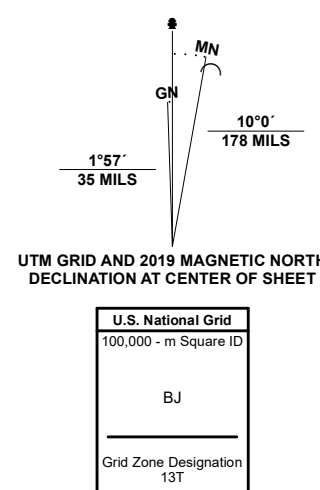 MN
GN
10°0´
178 MILS
1°57´
35 MILS
UTM GRID AND 2019 MAGNETIC NORTH
DECLINATION AT CENTER OF SHEET
U.S. National Grid
100,000 - m Square ID
BJ
Grid Zone Designation
13T